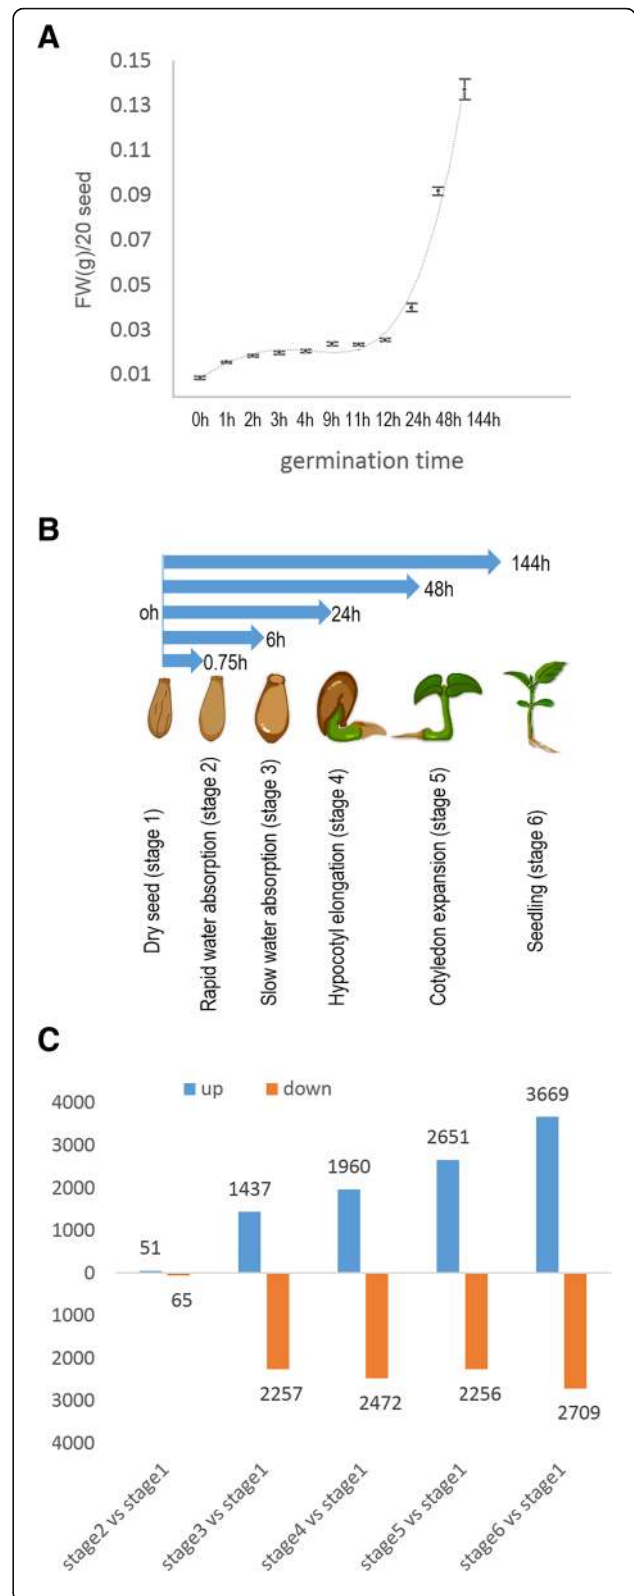 A
0.15
0.13
0.11
0.09
0.07
0.05
0.03
0.01
FW(g)/20 seed
0h 1h 2h 3h 4h 9h 11h 12h 24h 48h 144h
germination time
B
144h
48h
oh
24h
6h
0.75h
Dry seed (stage 1)
Rapid water absorption (stage 2)
Slow water absorption (stage 3)
Hypocotyl elongation (stage 4)
Cotyledon expansion (stage 5)
Seedling (stage 6)
C
up down
4000
3000
2000
1000
0
1000
2000
3000
4000
51
1437
1960
2651
3669
65
2257
2472
2256
2709
stage2 vs stage1
stage3 vs stage1
stage4 vs stage1
stage5 vs stage1
stage6 vs stage1